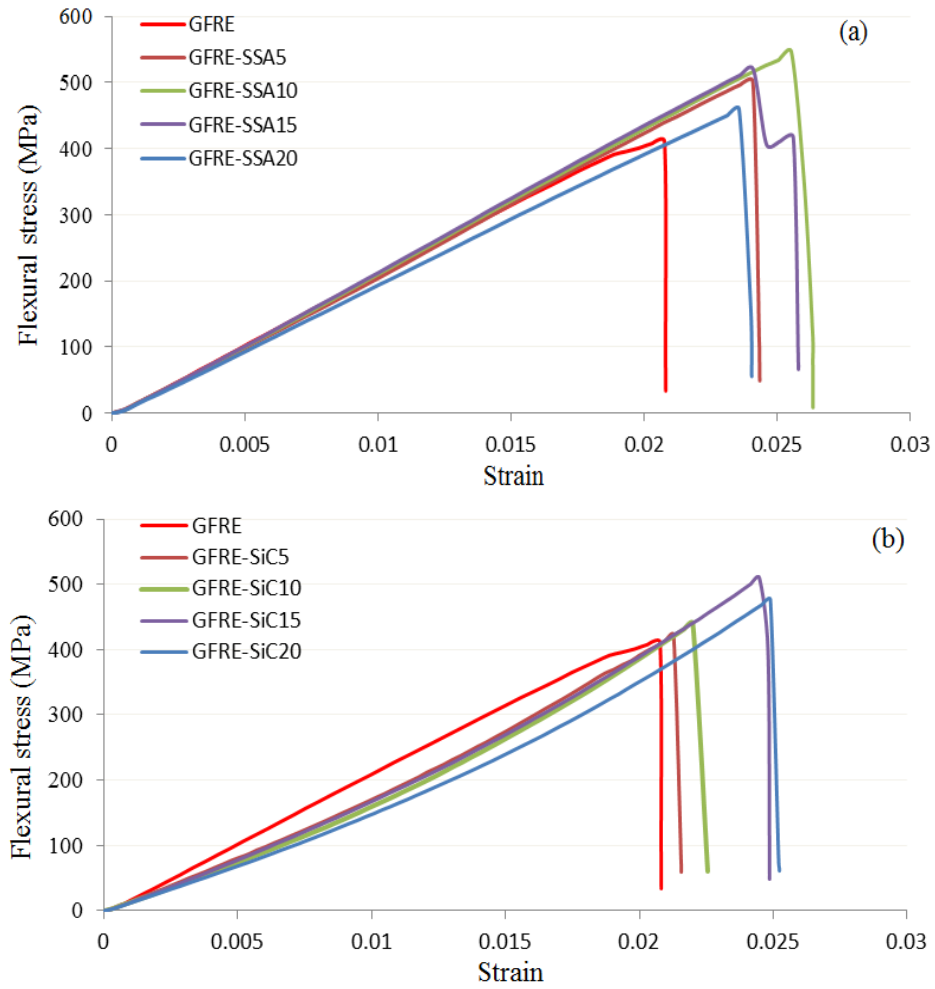 600
(a)
GFRE
GFRE-SSA5
500
GFRE-SSA10
GFRE-SSA15
400
GFRE-SSA20
300
200
100
0
Flexural stress (MPa)
0 0.005 0.01 0.015 0.02 0.025 0.03
Strain
600
(b)
GFRE
GFRE-SiC5
500
GFRE-SiC10
GFRE-SiC15
400
GFRE-SiC20
300
200
100
0
Flexural stress (MPa)
0 0.005 0.01 0.015 0.02 0.025 0.03
Strain